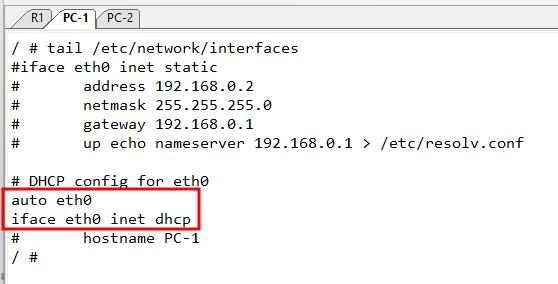 R1 PC-1 PC-2
/ # tail /etc/network/interfaces
#iface eth0 inet static
#       address 192.168.0.2
#       netmask 255.255.255.0
#       gateway 192.168.0.1
#       up echo nameserver 192.168.0.1 > /etc/resolv.conf

# DHCP config for eth0
auto eth0
iface eth0 inet dhcp
#       hostname PC-1
/ #